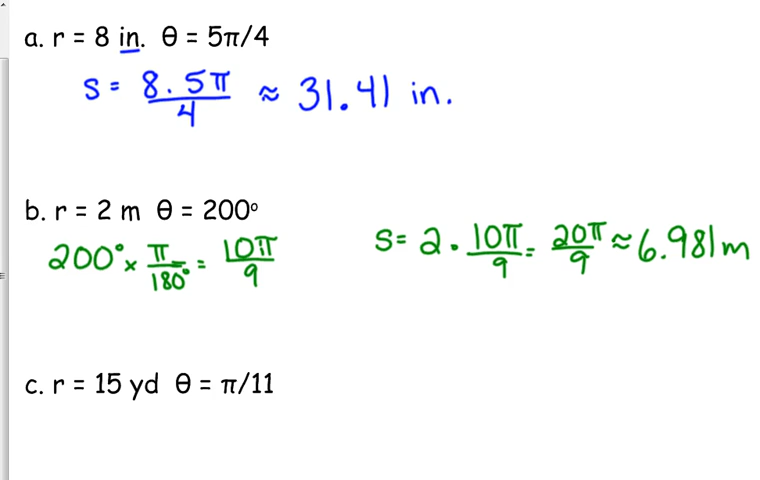 a. r = 8 in. θ = 5π/4
s = 8 · 5π/4 ≈ 31.41 in.
b. r = 2 m θ = 200°
200° × π/180° = 10π/9
s = 2 · 10π/9 = 20π/9 ≈ 6.981 m
c. r = 15 yd θ = π/11